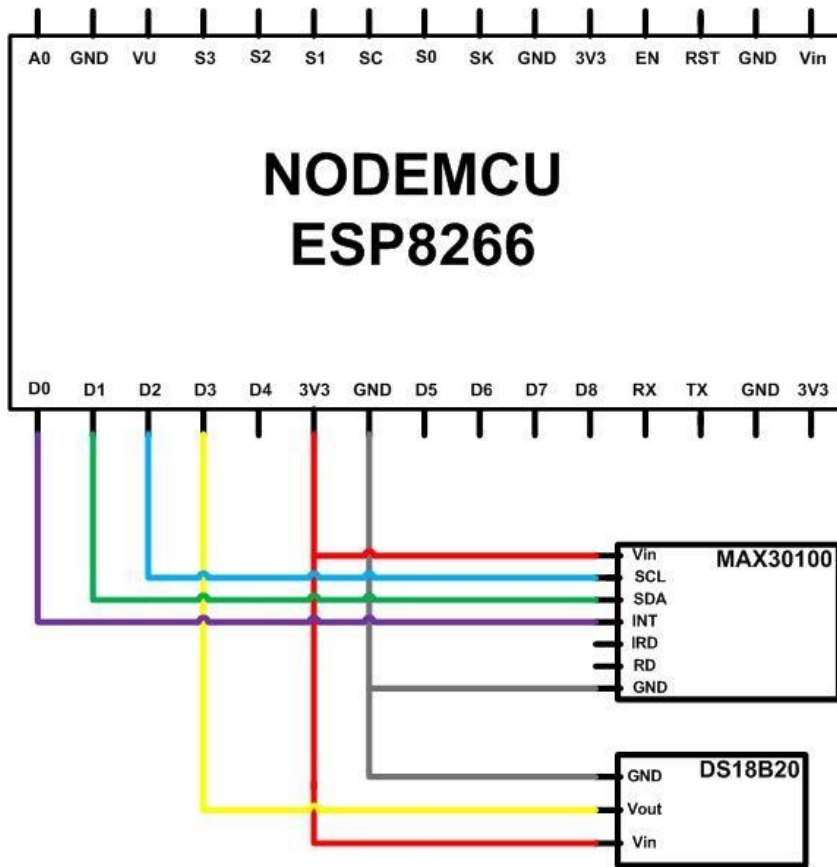 A0 GND VU S3 S2 S1 SC S0 SK GND 3V3 EN RST GND Vin
NODEMCU
ESP8266
D0 D1 D2 D3 D4 3V3 GND D5 D6 D7 D8 RX TX GND 3V3
MAX30100
Vin
SCL
SDA
INT
IRD
RD
GND
DS18B20
GND
Vout
Vin